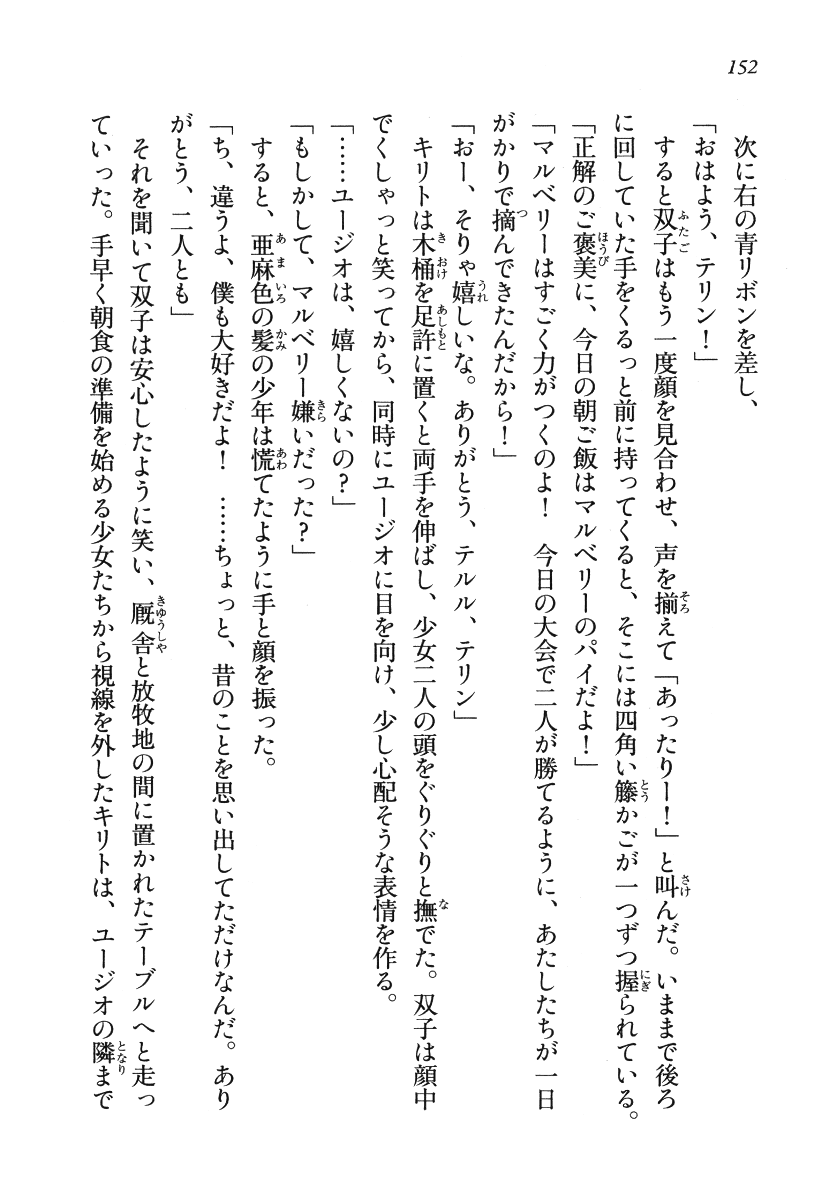 152
次に右の青リボンを差し、
「おはよう、テリン！」
すると双子はもう一度顔を見合わせ、声を揃えて「あったりー！」と叫んだ。いままで後ろ
に回していた手をくるっと前に持ってくると、そこには四角い籐かごが一つずつ握られている。
「正解のご褒美に、今日の朝ご飯はマルベリーのパイだよ！」
「マルベリーはすごく力がつくのよ！　今日の大会で二人が勝てるように、あたしたちが一日
がかりで摘んできたんだから！」
「おー、そりゃ嬉しいな。ありがとう、テルル、テリン」
キリトは木桶を足許に置くと両手を伸ばし、少女二人の頭をぐりぐりと撫でた。双子は顔中
でくしゃっと笑ってから、同時にユージオに目を向け、少し心配そうな表情を作る。
「……ユージオは、嬉しくないの？」
「もしかして、マルベリー嫌いだった？」
すると、亜麻色の髪の少年は慌てたように手と顔を振った。
「ち、違うよ、僕も大好きだよ！　……ちょっと、昔のことを思い出してただけなんだ。あり
がとう、二人とも」
それを聞いて双子は安心したように笑い、厩舎と放牧地の間に置かれたテーブルへと走っ
ていった。手早く朝食の準備を始める少女たちから視線を外したキリトは、ユージオの隣まで